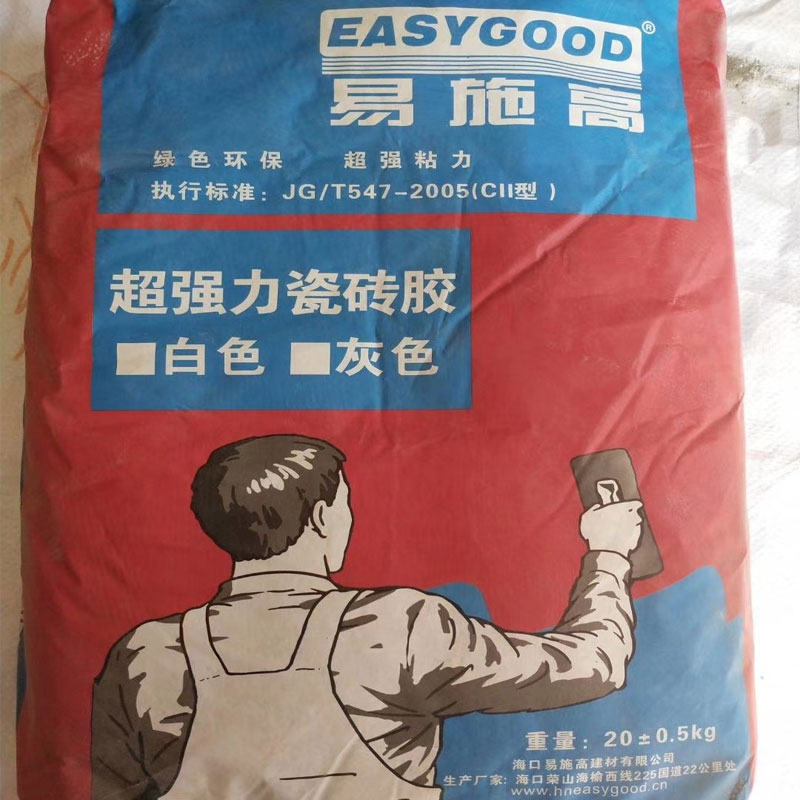 EASYGOOD®
易施高
绿色环保 超强粘力
执行标准：JG/T547-2005(CII型）
超强力瓷砖胶
■白色 ■灰色
重量：20±0.5kg
海口易施高建材有限公司
生产厂家：海口荣山海榆西线225国道22公里处
www.hneasygood.cn